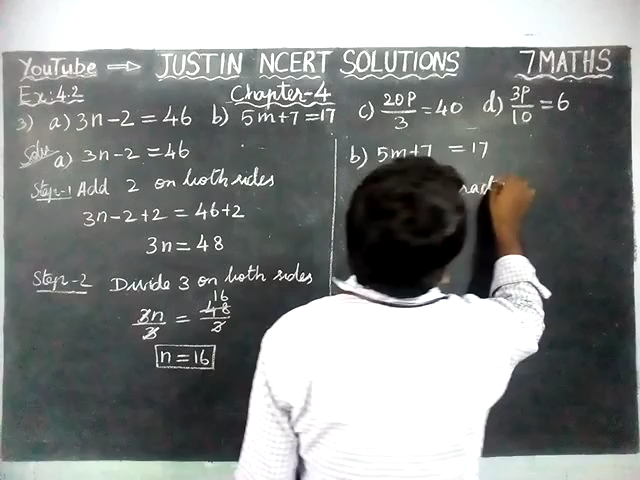 YouTube ⇒ JUSTIN NCERT SOLUTIONS 7MATHS
Ex:4.2 Chapter-4
3) a) 3n-2=46 b) 5m+7=17 c) 20P/3=40 d) 3P/10=6
Soln: a) 3n-2=46
Step-1 Add 2 on both sides
3n-2+2 = 46+2
3n = 48
Step-2 Divide 3 on both sides
3n/3 = 48/3 16
n=16
b) 5m+7 = 17